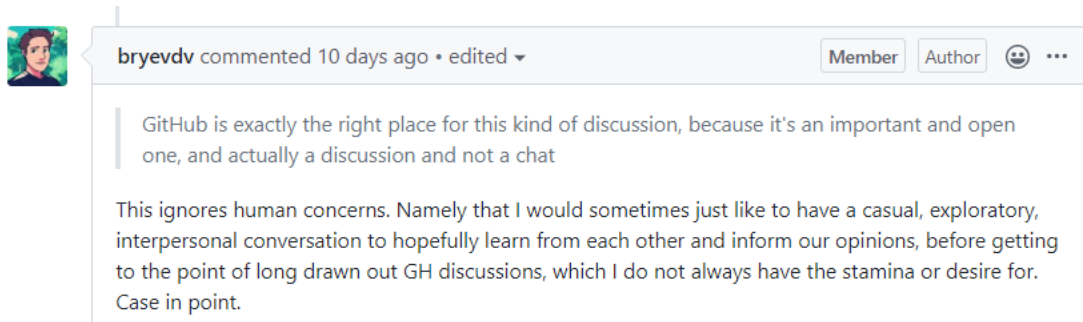 bryevdv commented 10 days ago • edited
Member
Author
GitHub is exactly the right place for this kind of discussion, because it's an important and open
one, and actually a discussion and not a chat
This ignores human concerns. Namely that I would sometimes just like to have a casual, exploratory,
interpersonal conversation to hopefully learn from each other and inform our opinions, before getting
to the point of long drawn out GH discussions, which I do not always have the stamina or desire for.
Case in point.